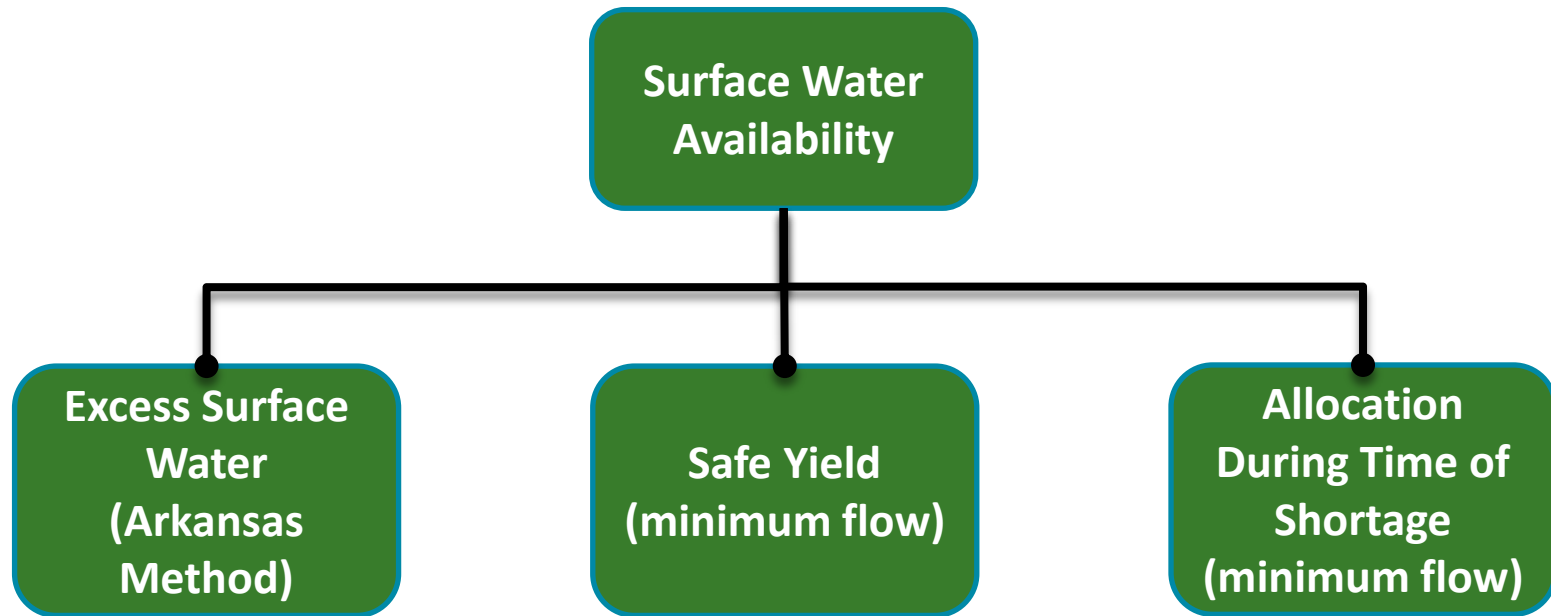 Surface Water
Availability
Excess Surface
Water
(Arkansas
Method)
Safe Yield
(minimum flow)
Allocation
During Time of
Shortage
(minimum flow)